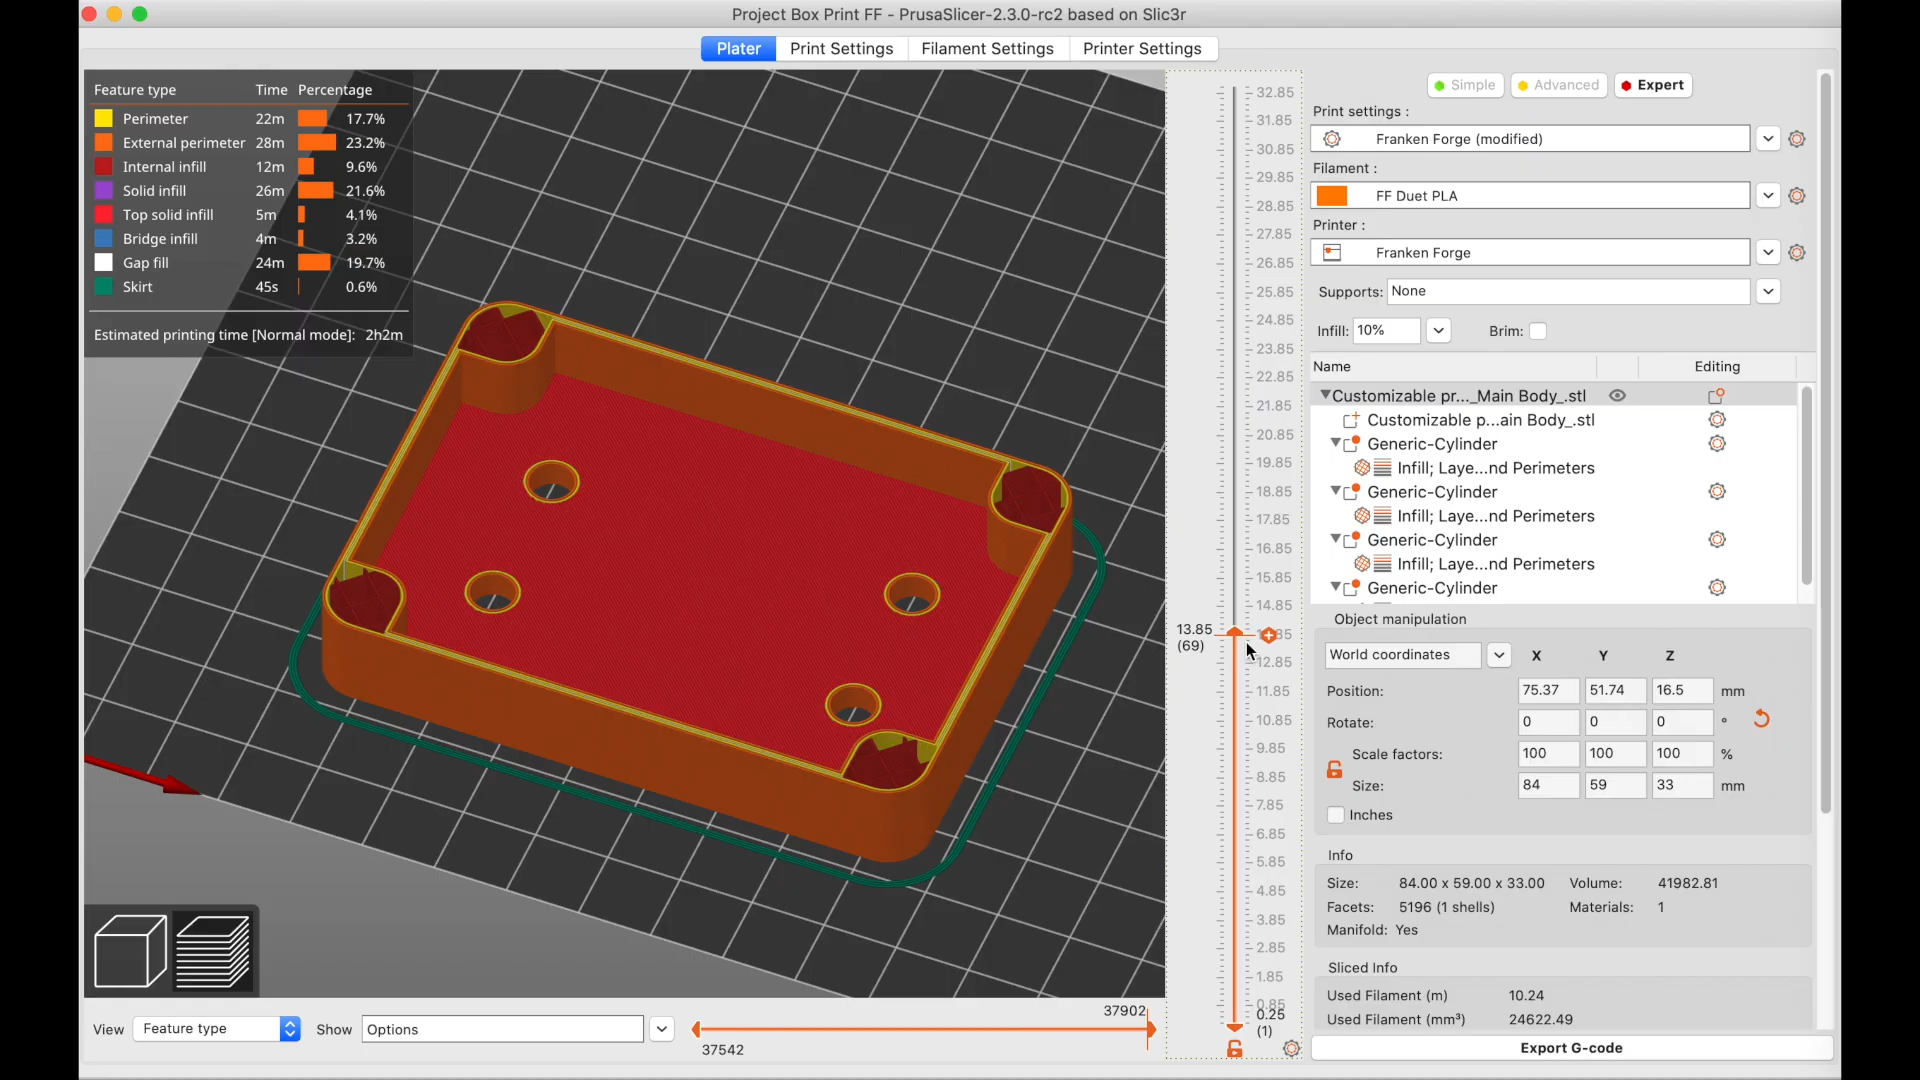 Project Box Print FF - PrusaSlicer-2.3.0-rc2 based on Slic3r
Plater Print Settings Filament Settings Printer Settings
Feature type Time Percentage
Perimeter 22m 17.7%
External perimeter 28m 23.2%
Internal infill 12m 9.6%
Solid infill 26m 21.6%
Top solid infill 5m 4.1%
Bridge infill 4m 3.2%
Gap fill 24m 19.7%
Skirt 45s 0.6%
Estimated printing time [Normal mode]: 2h2m
32.85
31.85
30.85
29.85
28.85
27.85
26.85
25.85
24.85
23.85
22.85
21.85
20.85
19.85
18.85
17.85
16.85
15.85
14.85
13.85
(69)
12.85
11.85
10.85
9.85
8.85
7.85
6.85
5.85
4.85
3.85
2.85
1.85
0.85
0.25
(1)
Simple Advanced Expert
Print settings :
Franken Forge (modified)
Filament :
FF Duet PLA
Printer :
Franken Forge
Supports: None
Infill: 10% Brim:
Name Editing
Customizable pr..._Main Body_.stl
Customizable p...ain Body_.stl
Generic-Cylinder
Infill; Laye...nd Perimeters
Generic-Cylinder
Infill; Laye...nd Perimeters
Generic-Cylinder
Infill; Laye...nd Perimeters
Generic-Cylinder
Object manipulation
World coordinates X Y Z
Position: 75.37 51.74 16.5 mm
Rotate: 0 0 0 °
Scale factors: 100 100 100 %
Size: 84 59 33 mm
Inches
Info
Size: 84.00 x 59.00 x 33.00 Volume: 41982.81
Facets: 5196 (1 shells) Materials: 1
Manifold: Yes
Sliced Info
Used Filament (m) 10.24
Used Filament (mm³) 24622.49
Export G-code
View Feature type Show Options
37902
37542